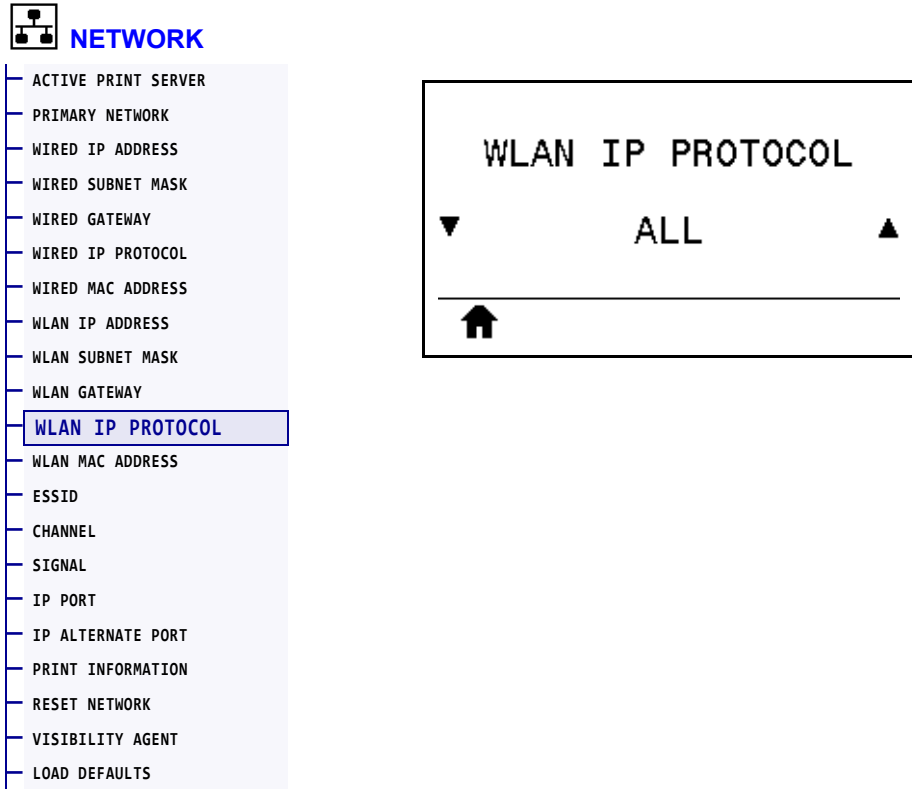 NETWORK
ACTIVE PRINT SERVER
PRIMARY NETWORK
WIRED IP ADDRESS
WIRED SUBNET MASK
WIRED GATEWAY
WIRED IP PROTOCOL
WIRED MAC ADDRESS
WLAN IP ADDRESS
WLAN SUBNET MASK
WLAN GATEWAY
WLAN IP PROTOCOL
WLAN MAC ADDRESS
ESSID
CHANNEL
SIGNAL
IP PORT
IP ALTERNATE PORT
PRINT INFORMATION
RESET NETWORK
VISIBILITY AGENT
LOAD DEFAULTS
WLAN IP PROTOCOL
ALL